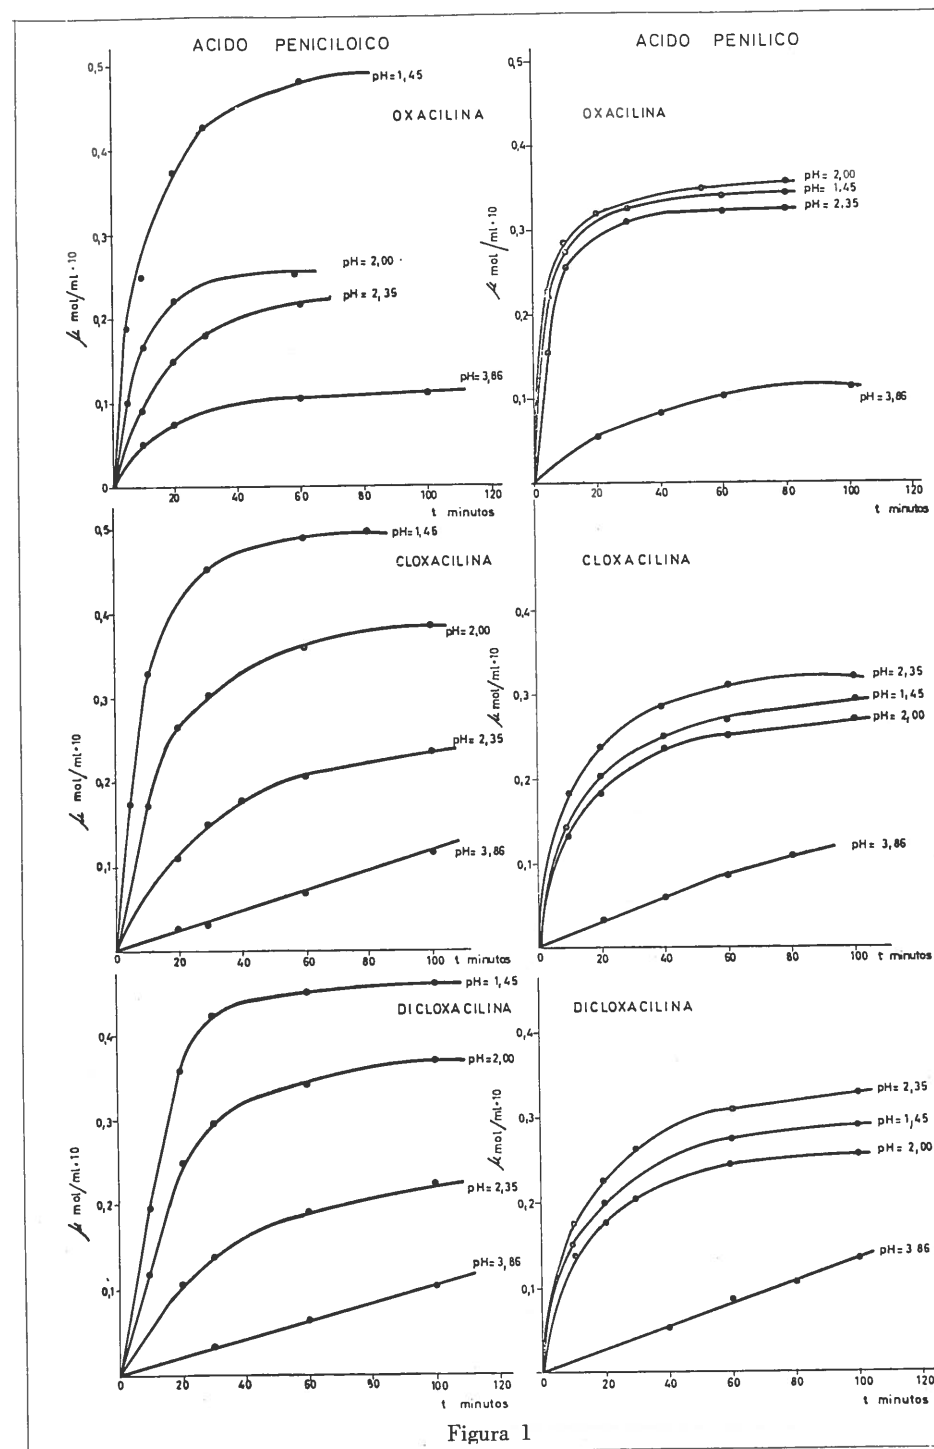 ACIDO PENICILOICO
0,5
0,4
0,3
0,2
0,1
0
µ mol/ml·10
pH=1,45
OXACILINA
pH=2,00
pH=2,35
pH=3,86
20 40 60 80 100 120
t minutos
ACIDO PENILICO
0,5
0,4
0,3
0,2
0,1
0
µ mol/ml·10
OXACILINA
pH=2,00
pH=1,45
pH=2,35
pH=3,86
20 40 60 80 100 120
t minutos
0,5
0,4
0,3
0,2
0,1
0
µ mol/ml·10
pH=1,45
CLOXACILINA
pH=2,00
pH=2,35
pH=3,86
20 40 60 80 100
t minutos
CLOXACILINA
0,4
0,3
0,2
0,1
0
µ mol/ml·10
pH=2,35
pH=1,45
pH=2,00
pH=3,86
20 40 60 80 100
t minutos
0,4
0,3
0,2
0,1
0
µ mol/ml·10
pH=1,45
DICLOXACILINA
pH=2,00
pH=2,35
pH=3,86
20 40 60 80 100 120
t minutos
DICLOXACILINA
0,4
0,3
0,2
0,1
0
µ mol/ml·10
pH=2,35
pH=1,45
pH=2,00
pH=3 86
20 40 60 80 100 120
t minutos
Figura 1